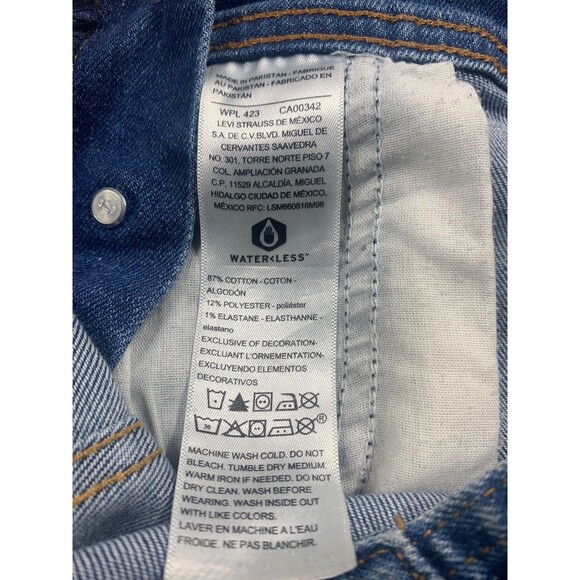 MADE IN PAKISTAN - FABRIQUÉ
AU PAKISTAN - FABRICADO EN
PAKISTÁN
WPL 423 CA00342
LEVI STRAUSS DE MÉXICO
S.A. DE C.V.BLVD. MIGUEL DE
CERVANTES SAAVEDRA
NO. 301, TORRE NORTE PISO 7
COL. AMPLIACIÓN GRANADA
C.P. 11529 ALCALDÍA. MIGUEL
HIDALGO CIUDAD DE MÉXICO,
MÉXICO RFC: LSM660818M98
WATER<LESS™
87% COTTON - COTON -
ALGODÓN
12% POLYESTER - poliéster
1% ELASTANE - ELASTHANNE -
elastano
EXCLUSIVE OF DECORATION-
EXCLUANT L'ORNEMENTATION-
EXCLUYENDO ELEMENTOS
DECORATIVOS
30 ®
MACHINE WASH COLD. DO NOT
BLEACH. TUMBLE DRY MEDIUM.
WARM IRON IF NEEDED. DO NOT
DRY CLEAN. WASH BEFORE
WEARING. WASH INSIDE OUT
WITH LIKE COLORS.
LAVER EN MACHINE A L'EAU
FROIDE. NE PAS BLANCHIR.